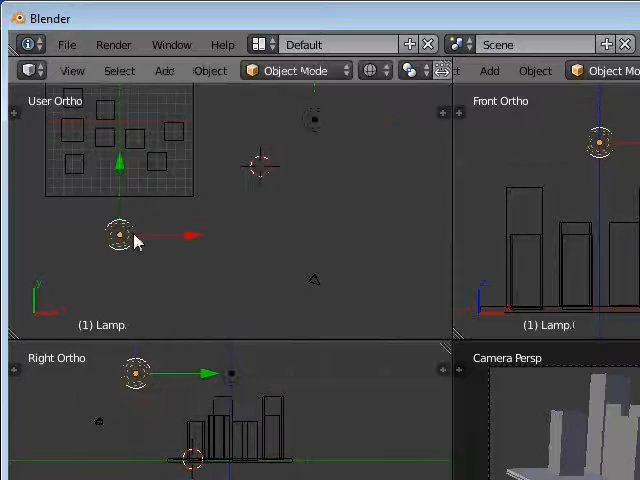 Blender
File Render Window Help Default Scene
View Select Add Object Object Mode Add Object Object Mo
User Ortho
Front Ortho
y
z
(1) Lamp.
(1) Lamp.(
Right Ortho
Camera Persp